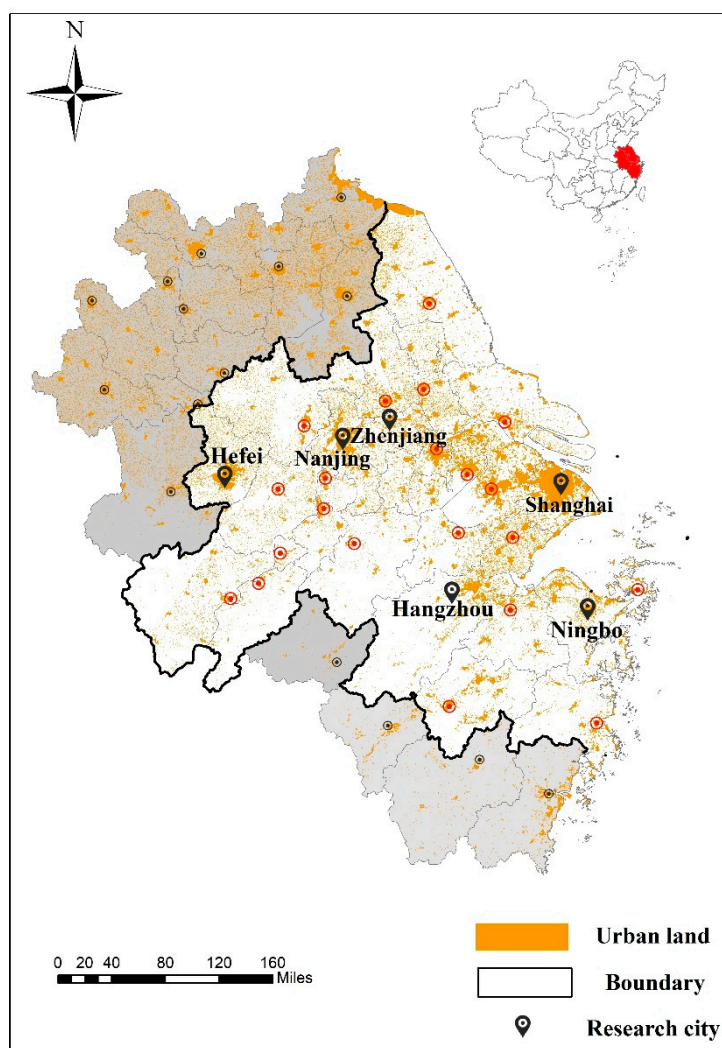 N
Zhenjiang
Hefei
Nanjing
Shanghai
Hangzhou
Ningbo
Urban land
0 20 40 80 120 160
Miles
Boundary
Research city